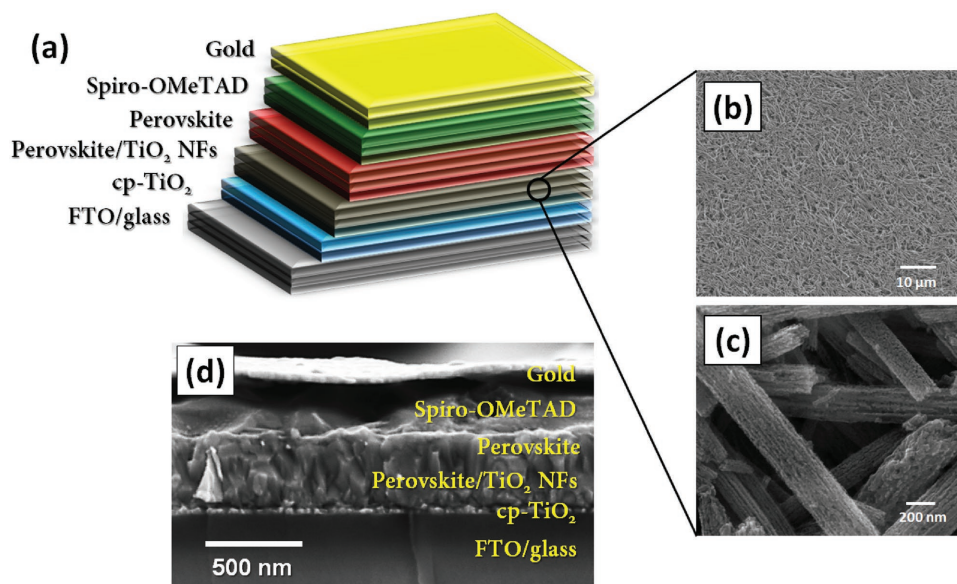 (a)
Gold
Spiro-OMeTAD
Perovskite
Perovskite/TiO₂ NFs
cp-TiO₂
FTO/glass
(b)
10 µm
(c)
200 nm
(d)
Gold
Spiro-OMeTAD
Perovskite
Perovskite/TiO₂ NFs
cp-TiO₂
FTO/glass
500 nm